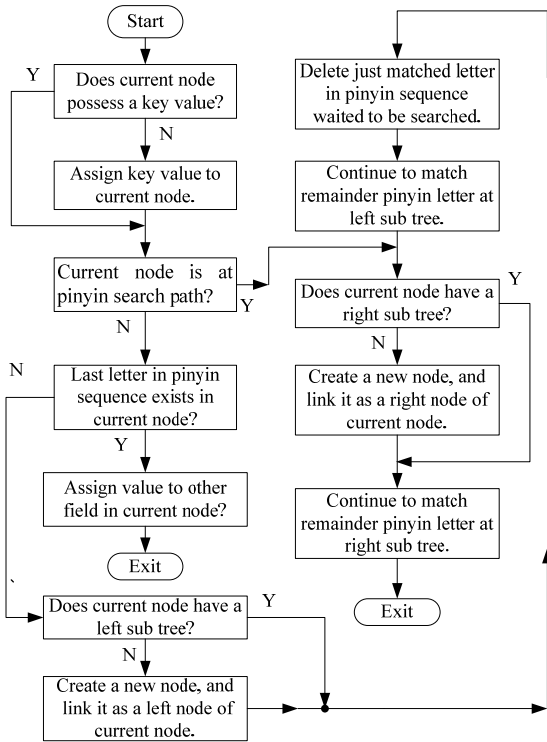 Start
Y
Does current node
possess a key value?
N
Assign key value to
current node.
Current node is at
pinyin search path?
Y
N
N
Last letter in pinyin
sequence exists in
current node?
Y
Assign value to other
field in current node?
Exit
`
Does current node have a
left sub tree?
Y
N
Create a new node, and
link it as a left node of
current node.
Delete just matched letter
in pinyin sequence
waited to be searched.
Continue to match
remainder pinyin letter at
left sub tree.
Y
Does current node have a
right sub tree?
N
Create a new node, and
link it as a right node of
current node.
Continue to match
remainder pinyin letter at
right sub tree.
Exit